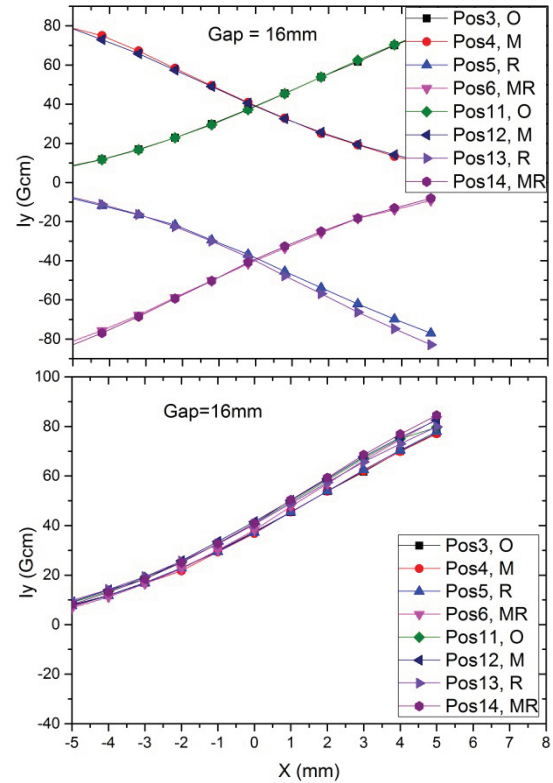 80
60
40
20
0
-20
-40
-60
-80
Iy (Gcm)
Gap = 16mm
Pos3, O
Pos4, M
Pos5, R
Pos6, MR
Pos11, O
Pos12, M
Pos13, R
Pos14, MR
100
80
60
40
20
0
-20
-40
Iy (Gcm)
Gap=16mm
Pos3, O
Pos4, M
Pos5, R
Pos6, MR
Pos11, O
Pos12, M
Pos13, R
Pos14, MR
-5 -4 -3 -2 -1 0 1 2 3 4 5 6 7 8
X (mm)